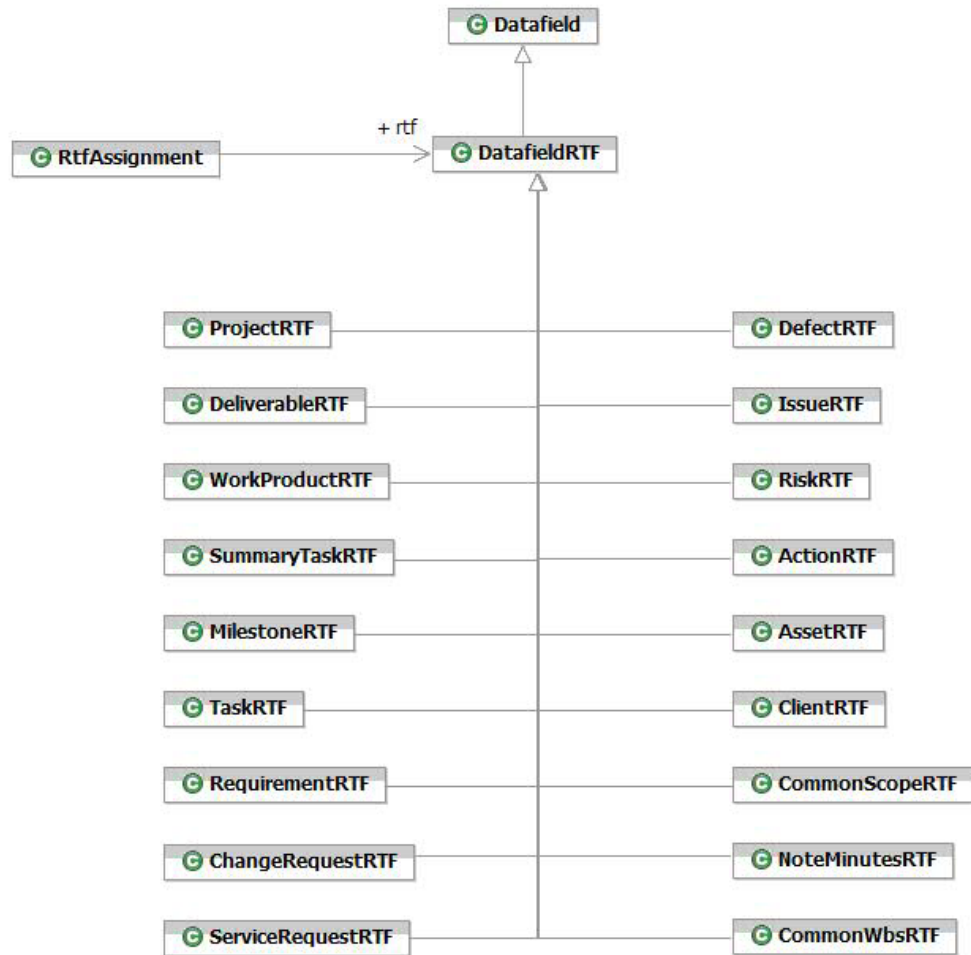 Datafield
+ rtf
RtfAssignment
DatafieldRTF
ProjectRTF
DefectRTF
DeliverableRTF
IssueRTF
WorkProductRTF
RiskRTF
SummaryTaskRTF
ActionRTF
MilestoneRTF
AssetRTF
TaskRTF
ClientRTF
RequirementRTF
CommonScopeRTF
ChangeRequestRTF
NoteMinutesRTF
ServiceRequestRTF
CommonWbsRTF